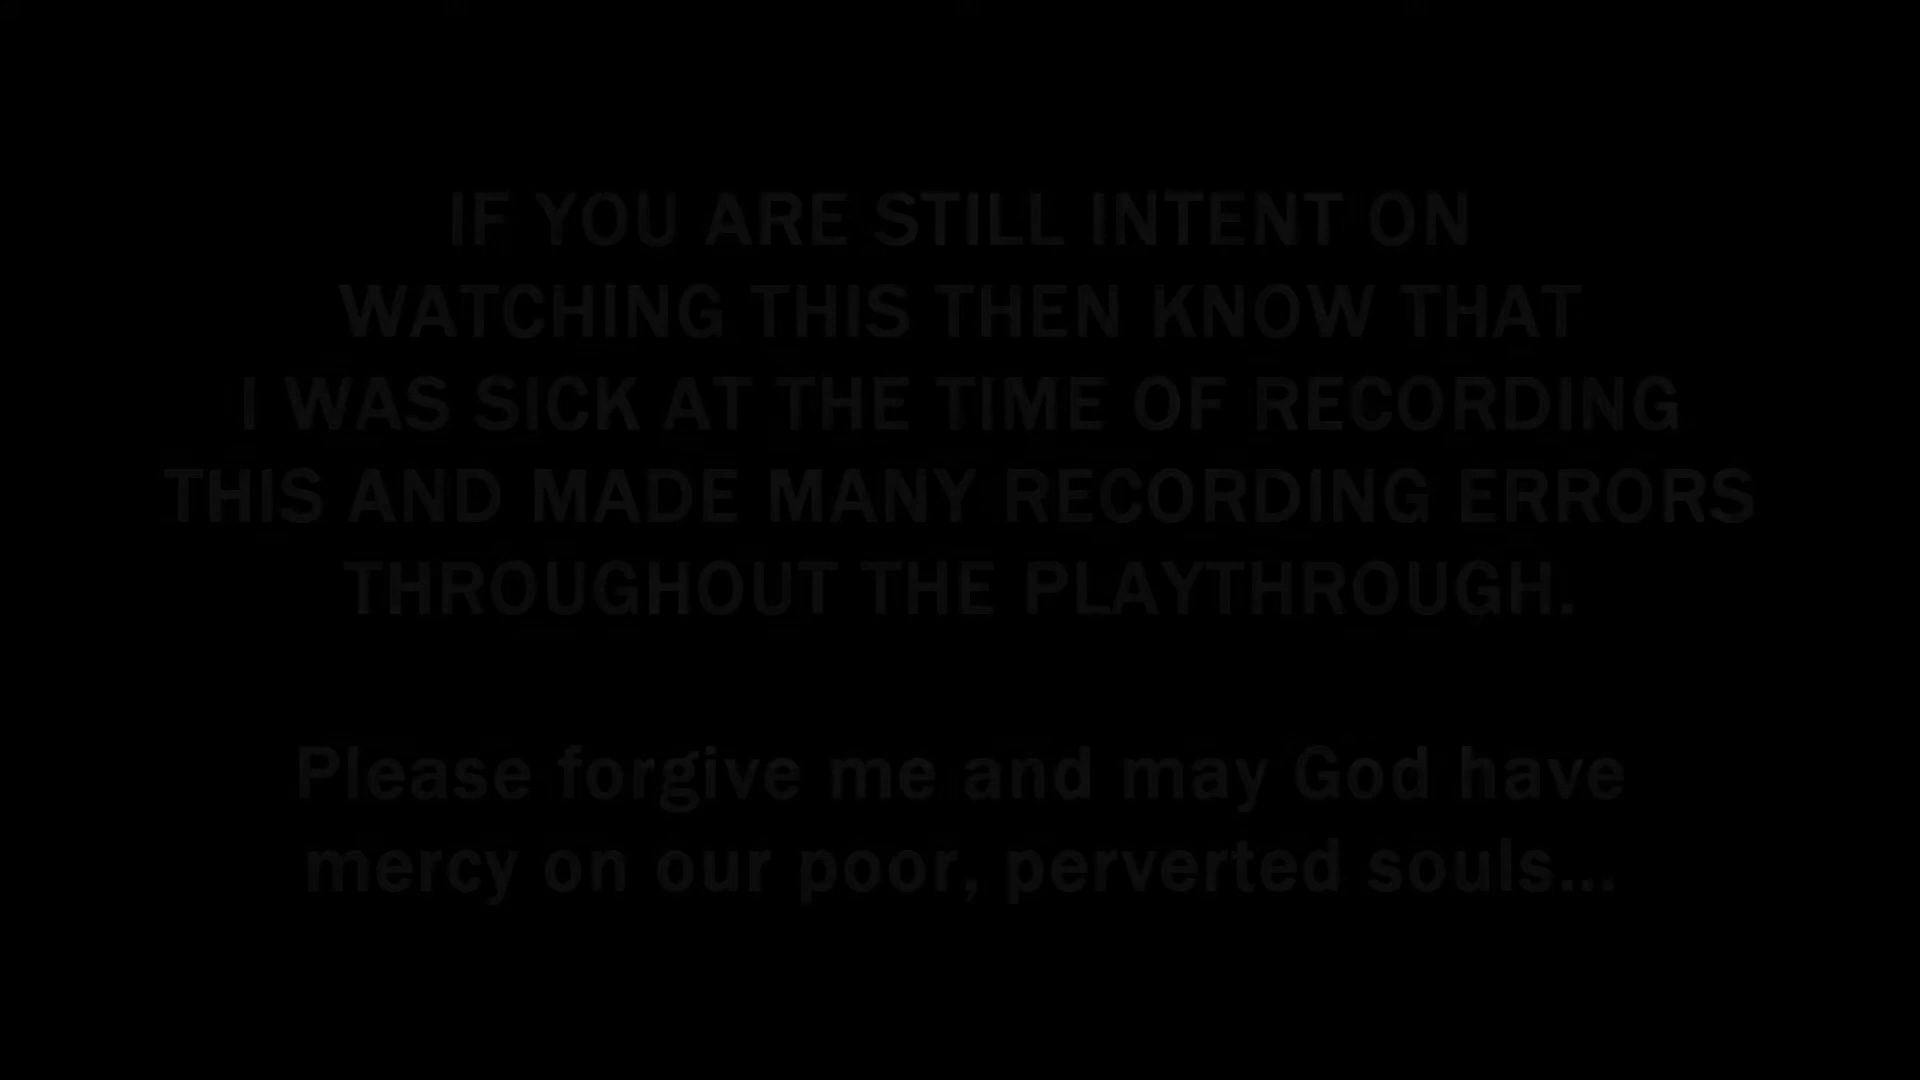 IF YOU ARE STILL INTENT ON
WATCHING THIS THEN KNOW THAT
I WAS SICK AT THE TIME OF RECORDING
THIS AND MADE MANY RECORDING ERRORS
THROUGHOUT THE PLAYTHROUGH.
Please forgive me and may God have
mercy on our poor, perverted souls...